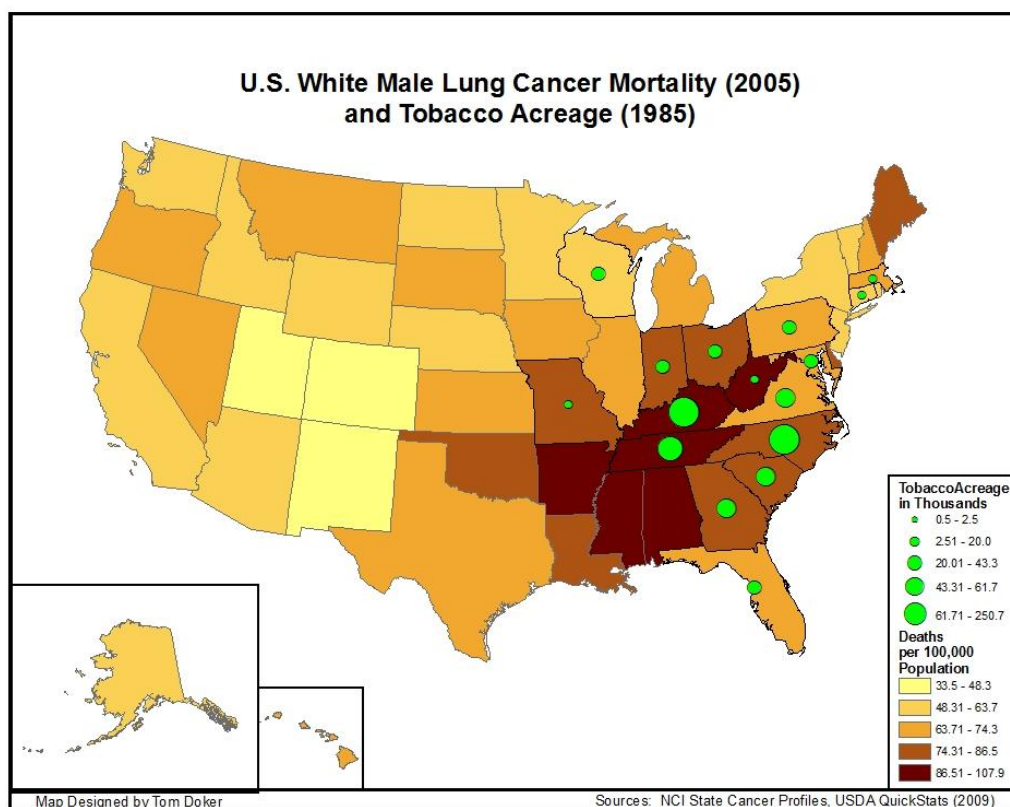 U.S. White Male Lung Cancer Mortality (2005)
and Tobacco Acreage (1985)
TobaccoAcreage
in Thousands
0.5 - 2.5
2.51 - 20.0
20.01 - 43.3
43.31 - 61.7
61.71 - 250.7
Deaths
per 100,000
Population
33.5 - 48.3
48.31 - 63.7
63.71 - 74.3
74.31 - 86.5
86.51 - 107.9
Map Designed by Tom Doker
Sources: NCI State Cancer Profiles, USDA QuickStats (2009)